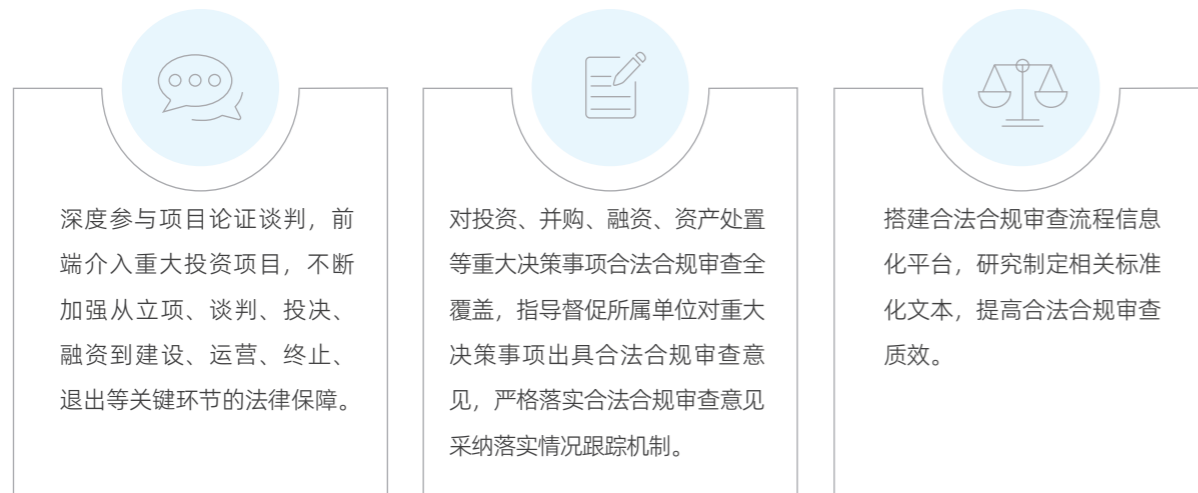 深度参与项目论证谈判，前
端介入重大投资项目，不断
加强从立项、谈判、投决、
融资到建设、运营、终止、
退出等关键环节的法律保障。
对投资、并购、融资、资产处置
等重大决策事项合法合规审查全
覆盖，指导督促所属单位对重大
决策事项出具合法合规审查意
见，严格落实合法合规审查意见
采纳落实情况跟踪机制。
搭建合法合规审查流程信息
化平台，研究制定相关标准
化文本，提高合法合规审查
质效。